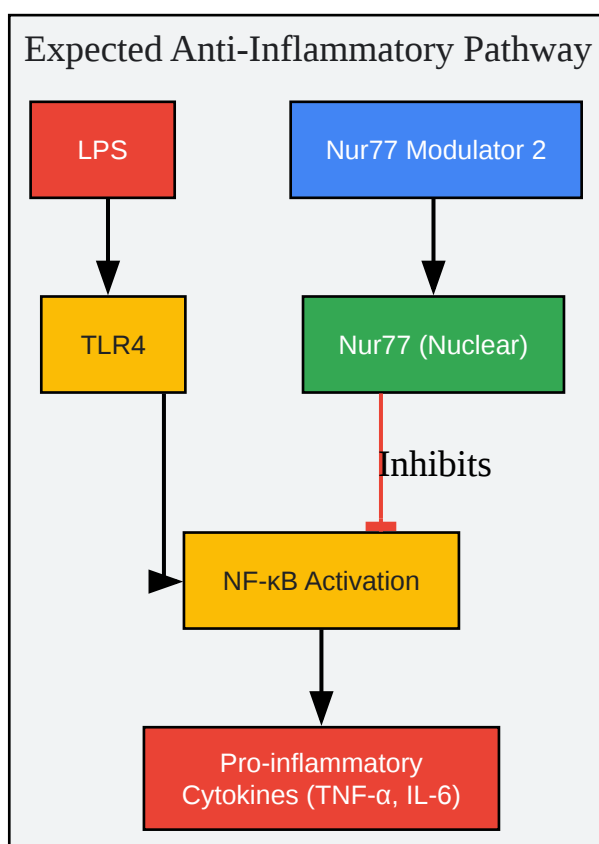 Expected Anti-Inflammatory Pathway
LPS
Nur77 Modulator 2
TLR4
Nur77 (Nuclear)
Inhibits
NF-κB Activation
Pro-inflammatory
Cytokines (TNF-α, IL-6)